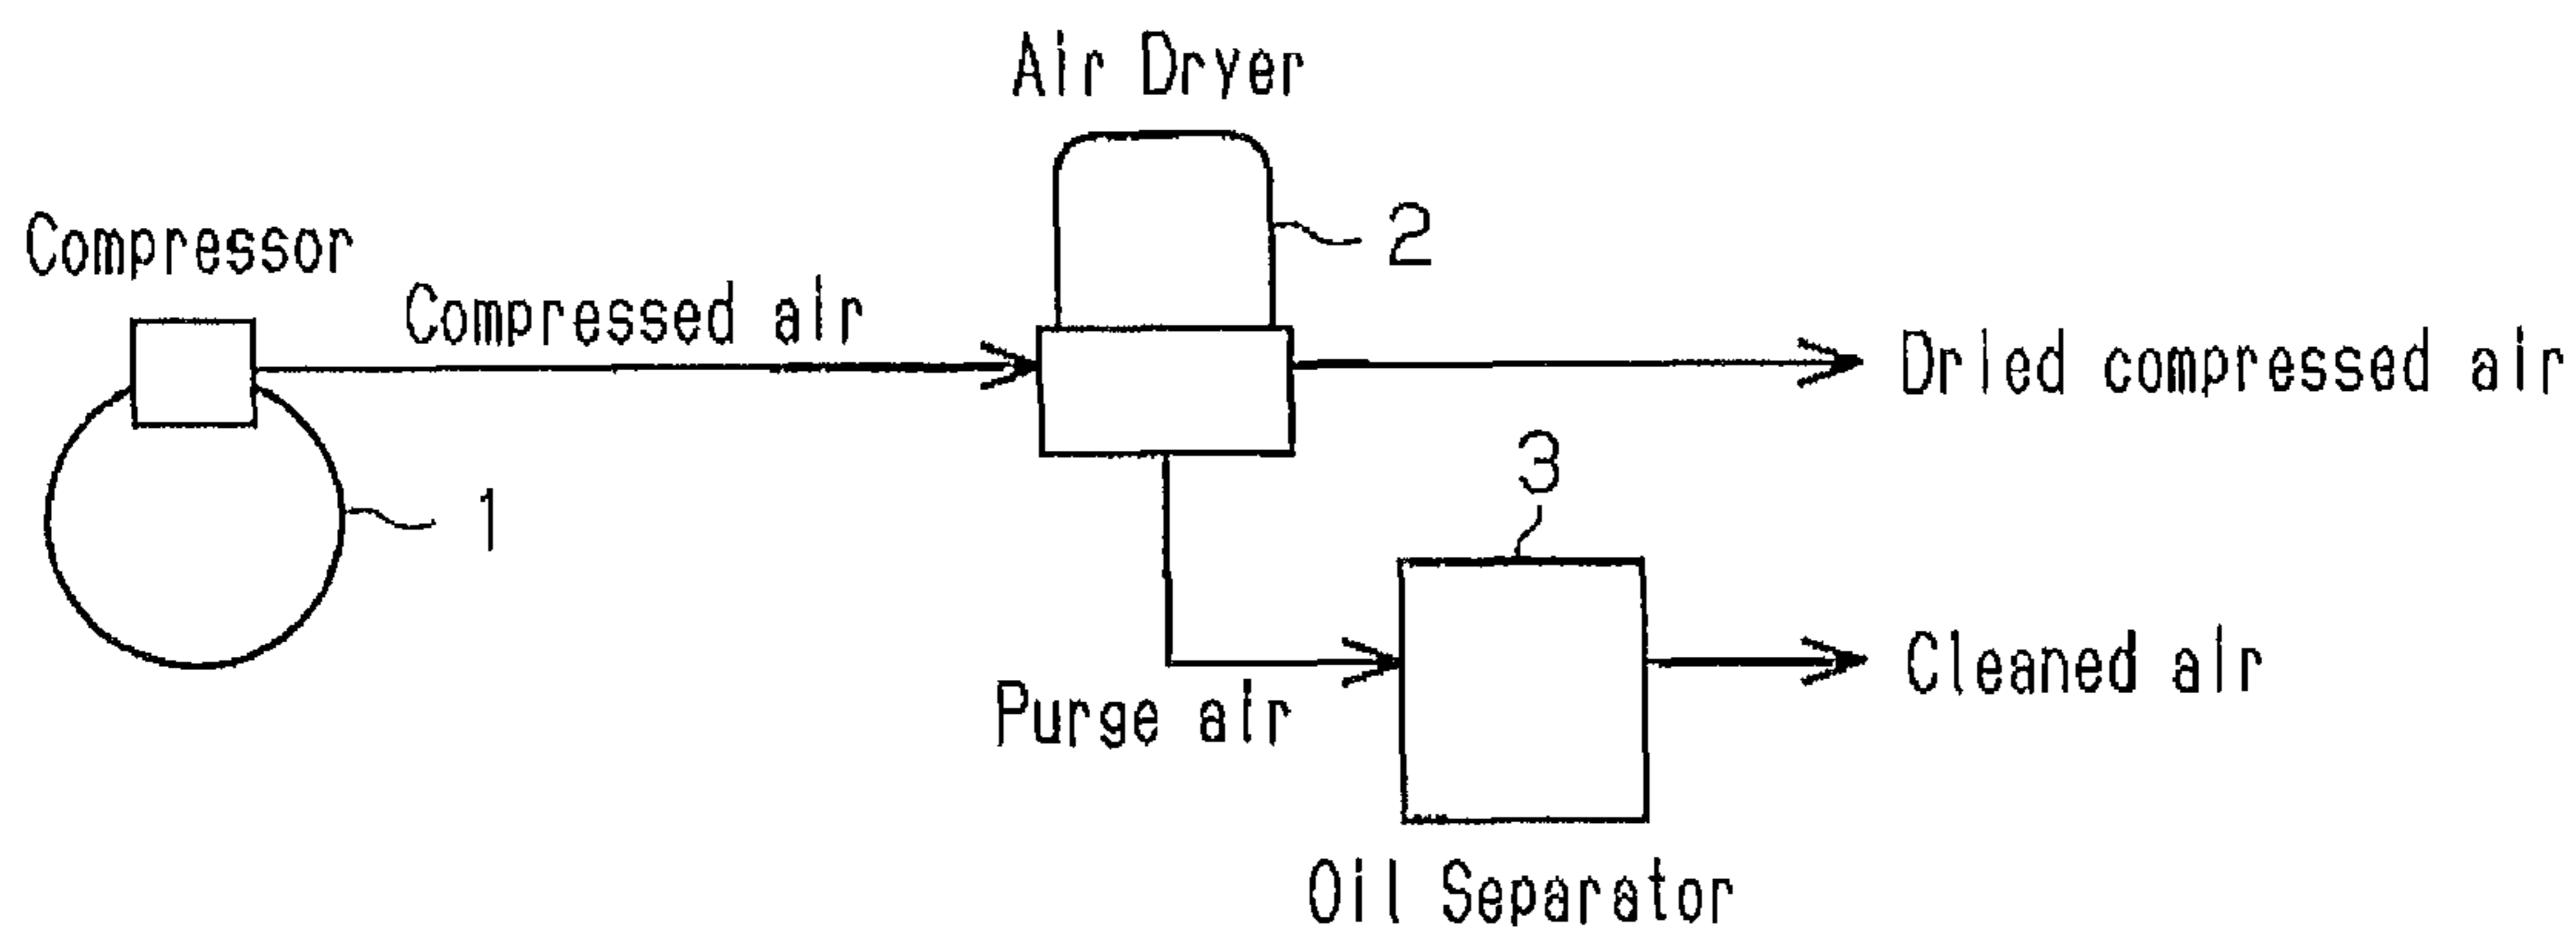 Air Dryer
2
Compressor
Compressed air
Dried compressed air
3
1
Cleaned air
Purge air
Oil Separator